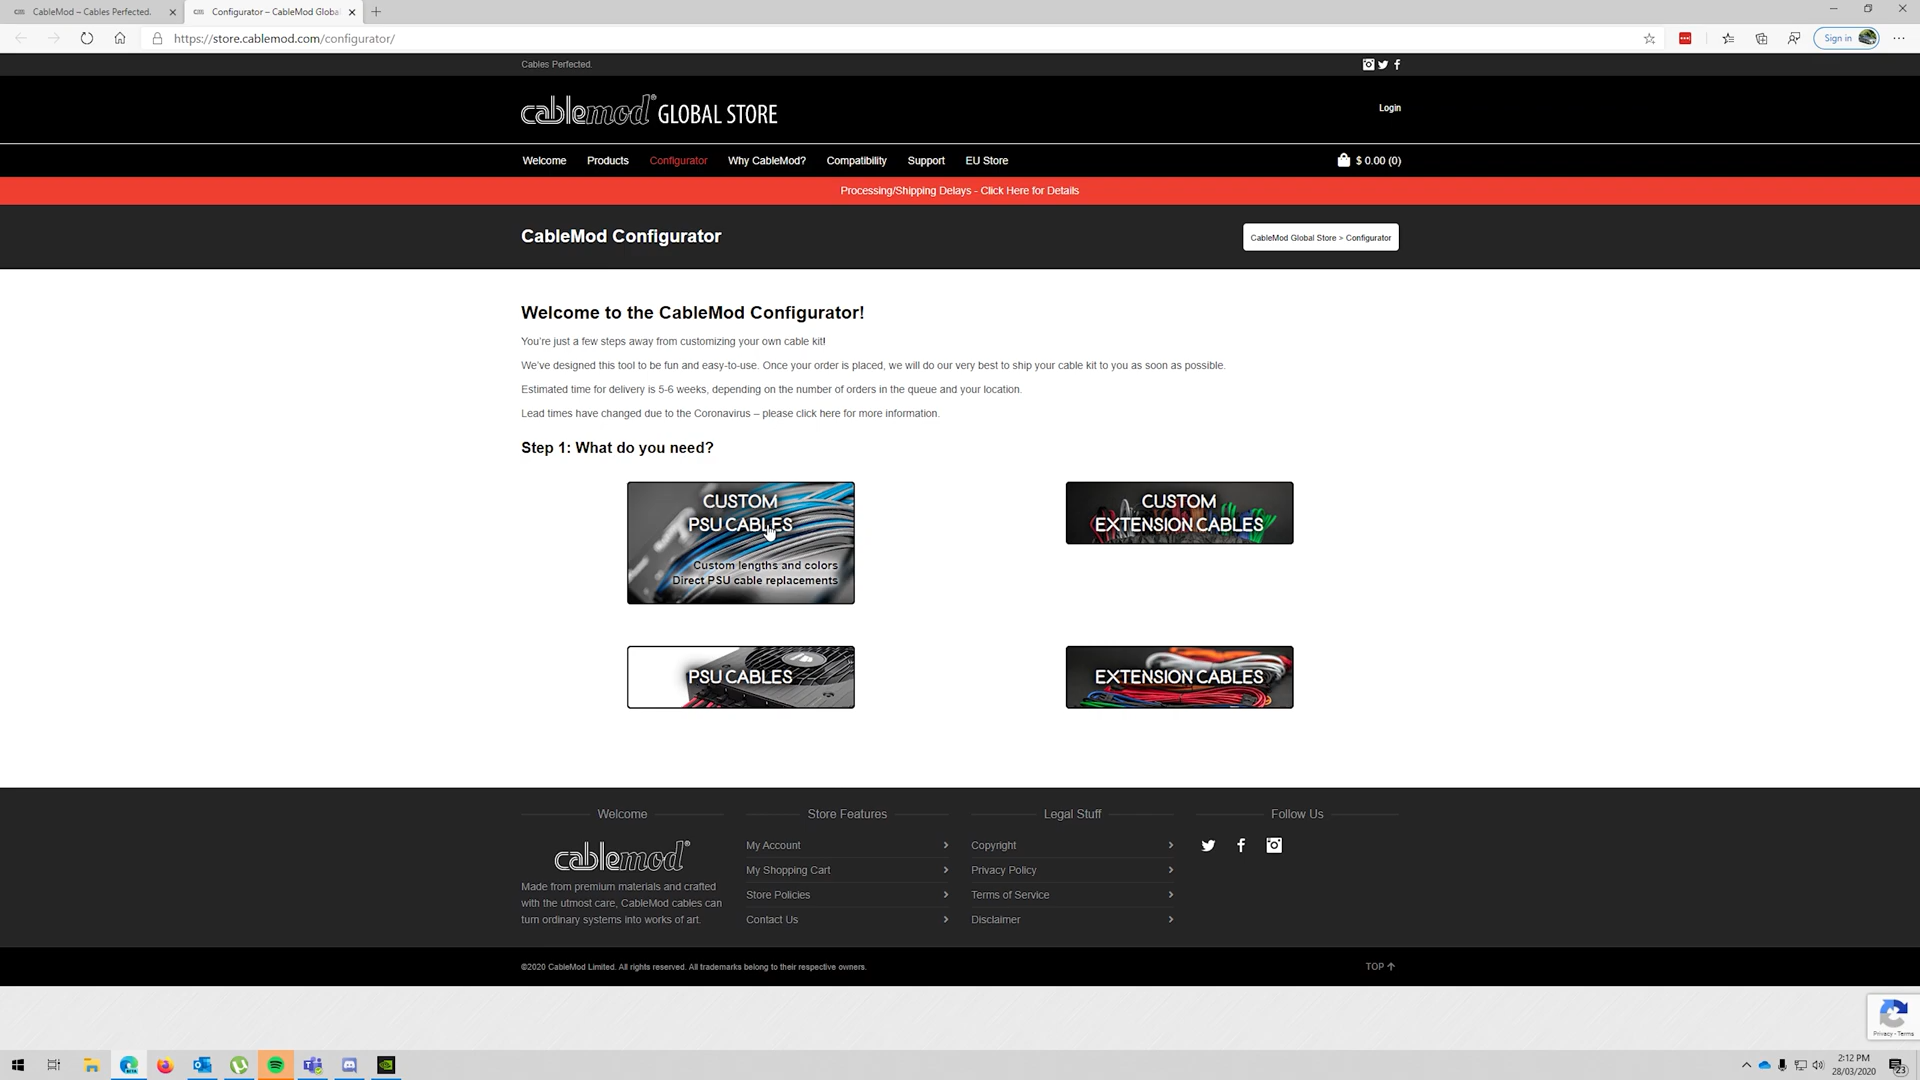 CableMod – Cables Perfected.
Configurator – CableMod Global
https://store.cablemod.com/configurator/
Sign in
Cables Perfected.
cablemod® GLOBAL STORE
Login
Welcome
Products
Configurator
Why CableMod?
Compatibility
Support
EU Store
$ 0.00 (0)
Processing/Shipping Delays - Click Here for Details
CableMod Configurator
CableMod Global Store > Configurator
Welcome to the CableMod Configurator!
You're just a few steps away from customizing your own cable kit!
We've designed this tool to be fun and easy-to-use. Once your order is placed, we will do our very best to ship your cable kit to you as soon as possible.
Estimated time for delivery is 5-6 weeks, depending on the number of orders in the queue and your location.
Lead times have changed due to the Coronavirus – please click here for more information.
Step 1: What do you need?
CUSTOM
PSU CABLES
Custom lengths and colors
Direct PSU cable replacements
CUSTOM
EXTENSION CABLES
PSU CABLES
EXTENSION CABLES
Welcome
cablemod®
Made from premium materials and crafted
with the utmost care, CableMod cables can
turn ordinary systems into works of art.
Store Features
My Account
My Shopping Cart
Store Policies
Contact Us
Legal Stuff
Copyright
Privacy Policy
Terms of Service
Disclaimer
Follow Us
©2020 CableMod Limited. All rights reserved. All trademarks belong to their respective owners.
TOP
Privacy - Terms
2:12 PM
28/03/2020
23